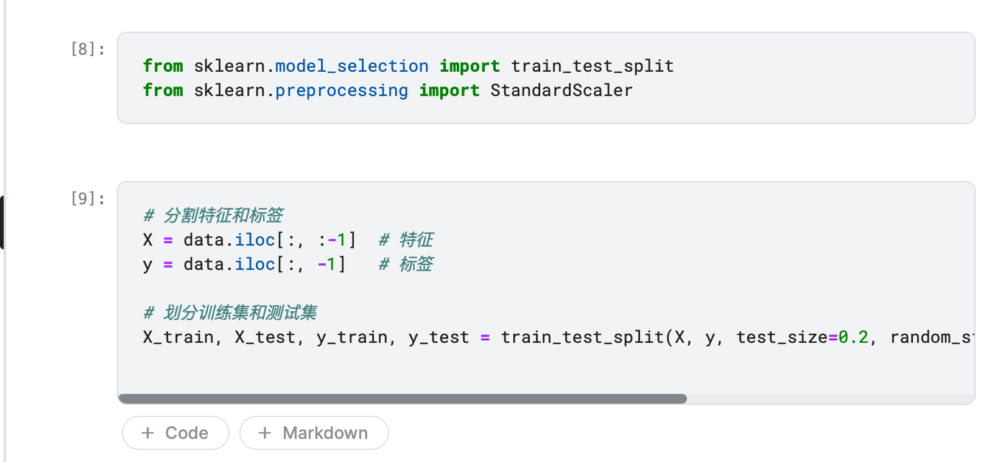 [8]:
from sklearn.model_selection import train_test_split
from sklearn.preprocessing import StandardScaler
[9]:
# 分割特征和标签
X = data.iloc[:, :-1]  # 特征
y = data.iloc[:, -1]   # 标签
# 划分训练集和测试集
X_train, X_test, y_train, y_test = train_test_split(X, y, test_size=0.2, random_s
+ Code
+ Markdown